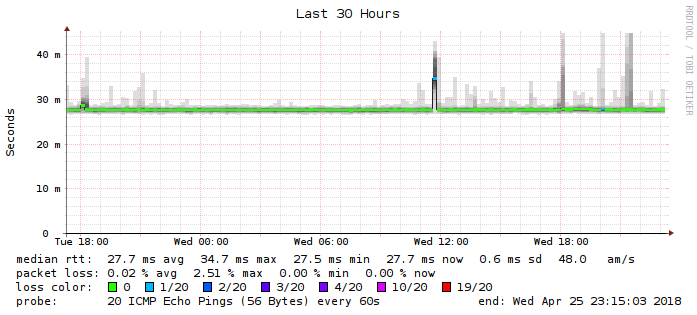 Last 30 Hours
RRDTOOL / TOBI OETIKER
Seconds
40 m
30 m
20 m
10 m
0
Tue 18:00 Wed 00:00 Wed 06:00 Wed 12:00 Wed 18:00
median rtt: 27.7 ms avg 34.7 ms max 27.5 ms min 27.7 ms now 0.6 ms sd 48.0 am/s
packet loss: 0.02 % avg 2.51 % max 0.00 % min 0.00 % now
loss color: 0 1/20 2/20 3/20 4/20 10/20 19/20
probe: 20 ICMP Echo Pings (56 Bytes) every 60s end: Wed Apr 25 23:15:03 2018